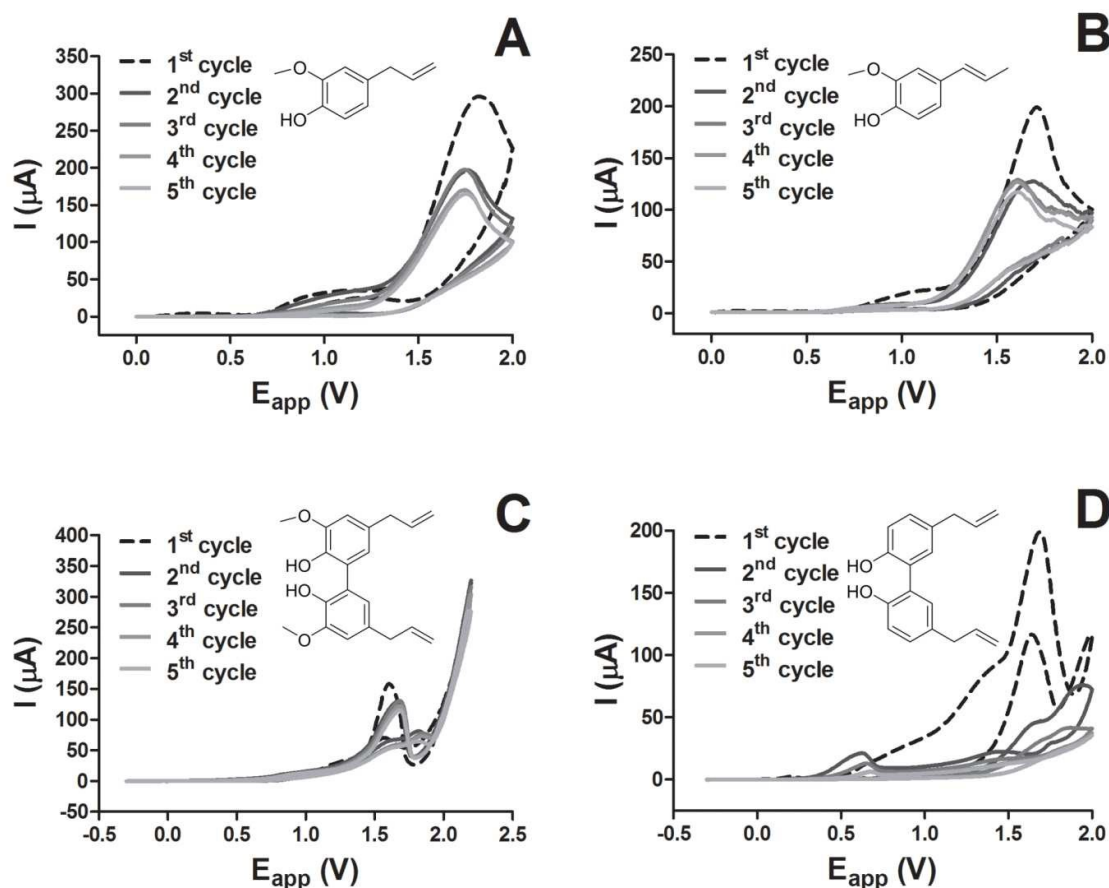 A
350
300
250
200
150
100
50
0
I (μA)
1st cycle
2nd cycle
3rd cycle
4th cycle
5th cycle
O
HO
0.0 0.5 1.0 1.5 2.0
Eapp (V)
B
250
200
150
100
50
0
I (μA)
1st cycle
2nd cycle
3rd cycle
4th cycle
5th cycle
O
HO
0.0 0.5 1.0 1.5 2.0
Eapp (V)
C
400
350
300
250
200
150
100
50
0
-50
I (μA)
1st cycle
2nd cycle
3rd cycle
4th cycle
5th cycle
O
HO
HO
O
-0.5 0.0 0.5 1.0 1.5 2.0 2.5
Eapp (V)
D
200
150
100
50
0
I (μA)
1st cycle
2nd cycle
3rd cycle
4th cycle
5th cycle
HO
HO
-0.5 0.0 0.5 1.0 1.5 2.0
Eapp (V)